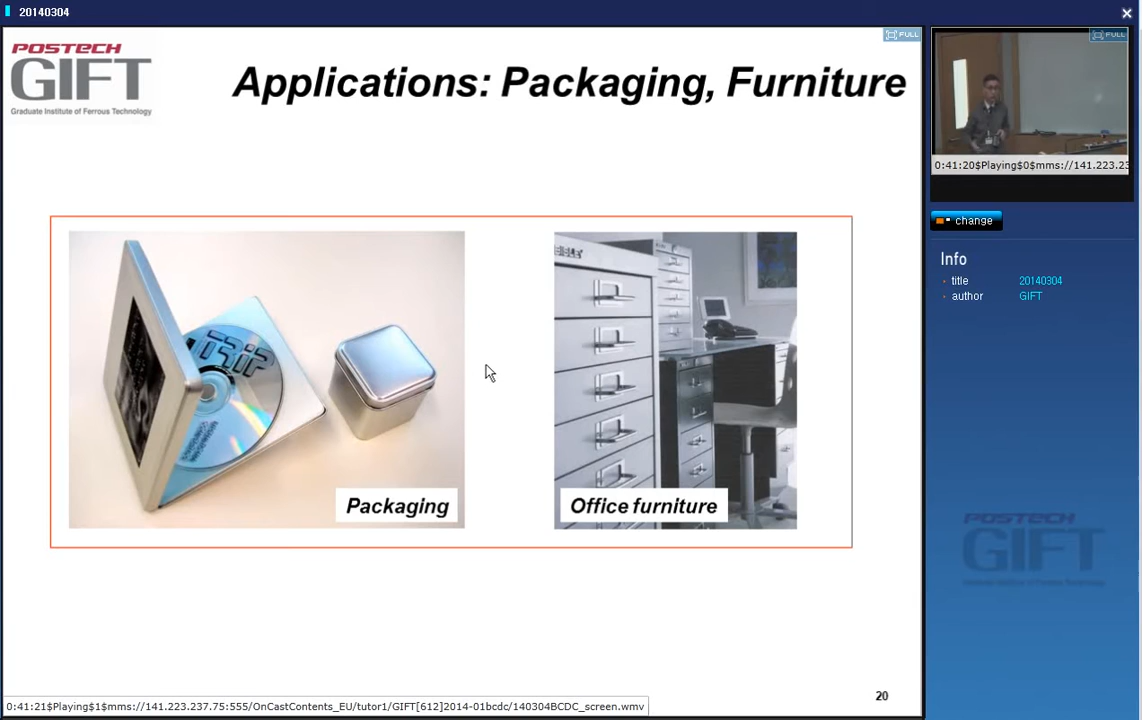 20140304
POSTECH
GIFT
Graduate Institute of Ferrous Technology
FULL
Applications: Packaging, Furniture
TRIP
Packaging
Office furniture
20
0:41:21$Playing$1$mms://141.223.237.75:555/OnCastContents_EU/tutor1/GIFT[612]2014-01bcdc/140304BCDC_screen.wmv
FULL
0:41:20$Playing$0$mms://141.223.23
change
Info
title 20140304
author GIFT
POSTECH
GIFT